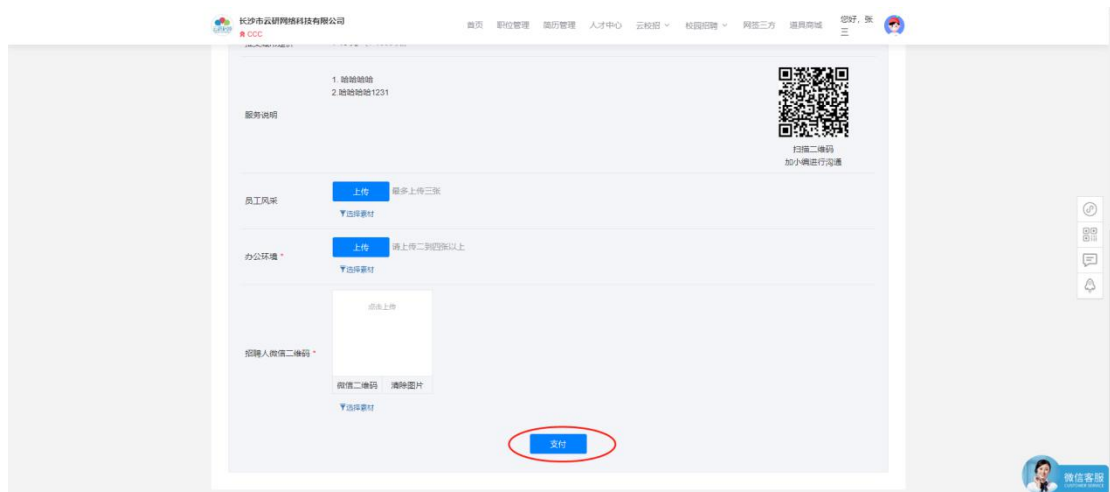 长沙市云研网络科技有限公司
CCC
首页 职位管理 简历管理 人才中心 云校招 校园招聘 网签三方 道具商城
您好，张三
1. 哈哈哈哈
2.哈哈哈哈1231
服务说明
扫描二维码
加小编进行沟通
员工风采
上传 最多上传三张
选择素材
办公环境 *
上传 请上传二到四张以上
选择素材
点击上传
招聘人微信二维码 *
微信二维码 清除图片
选择素材
支付
微信客服